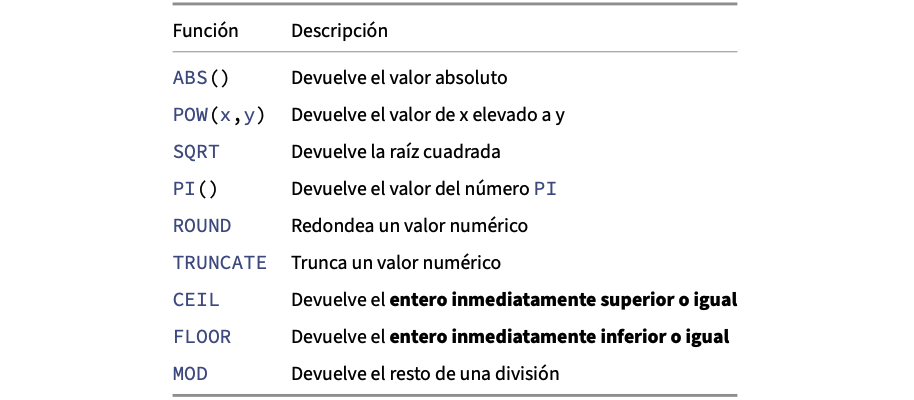 Función Descripción
ABS() Devuelve el valor absoluto
POW(x,y) Devuelve el valor de x elevado a y
SQRT Devuelve la raíz cuadrada
PI() Devuelve el valor del número PI
ROUND Redondea un valor numérico
TRUNCATE Trunca un valor numérico
CEIL Devuelve el entero inmediatamente superior o igual
FLOOR Devuelve el entero inmediatamente inferior o igual
MOD Devuelve el resto de una división